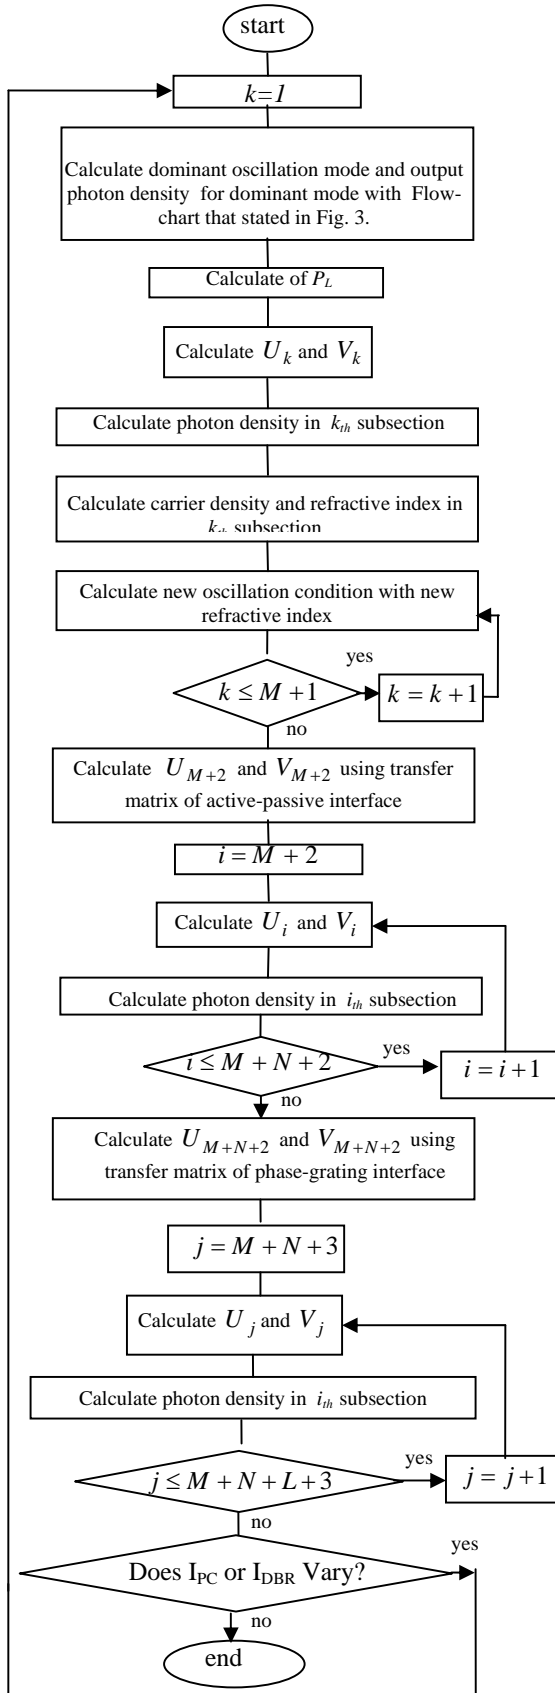 start
k=1
Calculate dominant oscillation mode and output
photon density for dominant mode with Flow-
chart that stated in Fig. 3.
Calculate of P_L
Calculate U_k and V_k
Calculate photon density in k_th subsection
Calculate carrier density and refractive index in
k_th subsection
Calculate new oscillation condition with new
refractive index
yes
k ≤ M + 1
k = k + 1
no
Calculate U_{M+2} and V_{M+2} using transfer
matrix of active-passive interface
i = M + 2
Calculate U_i and V_i
Calculate photon density in i_th subsection
i ≤ M + N + 2
yes
i = i + 1
no
Calculate U_{M+N+2} and V_{M+N+2} using
transfer matrix of phase-grating interface
j = M + N + 3
Calculate U_j and V_j
Calculate photon density in i_th subsection
j ≤ M + N + L + 3
yes
j = j + 1
no
Does I_PC or I_DBR Vary?
yes
no
end